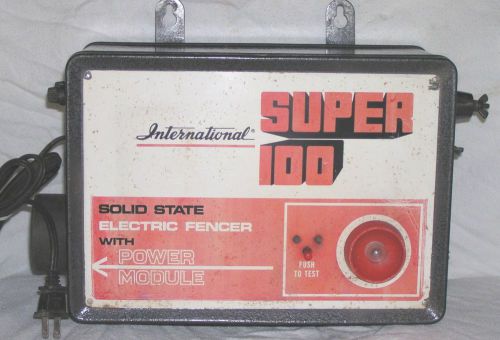 International®
SUPER
100
SOLID STATE
ELECTRIC FENCER
WITH
POWER
MODULE
PUSH
TO TEST